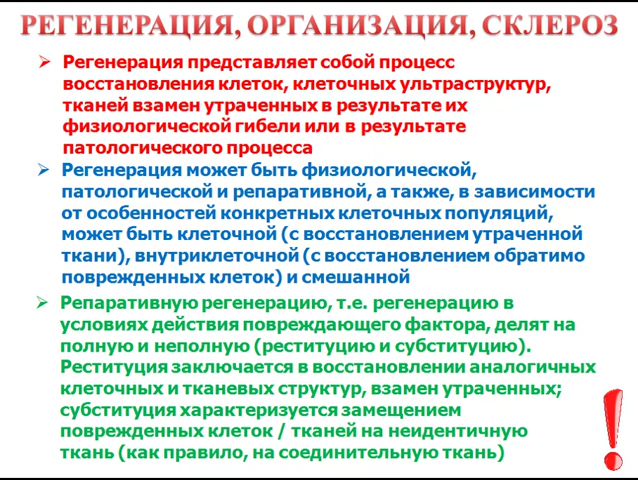 РЕГЕНЕРАЦИЯ, ОРГАНИЗАЦИЯ, СКЛЕРОЗ
Регенерация представляет собой процесс
восстановления клеток, клеточных ультраструктур,
тканей взамен утраченных в результате их
физиологической гибели или в результате
патологического процесса
Регенерация может быть физиологической,
патологической и репаративной, а также, в зависимости
от особенностей конкретных клеточных популяций,
может быть клеточной (с восстановлением утраченной
ткани), внутриклеточной (с восстановлением обратимо
поврежденных клеток) и смешанной
Репаративную регенерацию, т.е. регенерацию в
условиях действия повреждающего фактора, делят на
полную и неполную (реституцию и субституцию).
Реституция заключается в восстановлении аналогичных
клеточных и тканевых структур, взамен утраченных;
субституция характеризуется замещением
поврежденных клеток / тканей на неидентичную
ткань (как правило, на соединительную ткань)